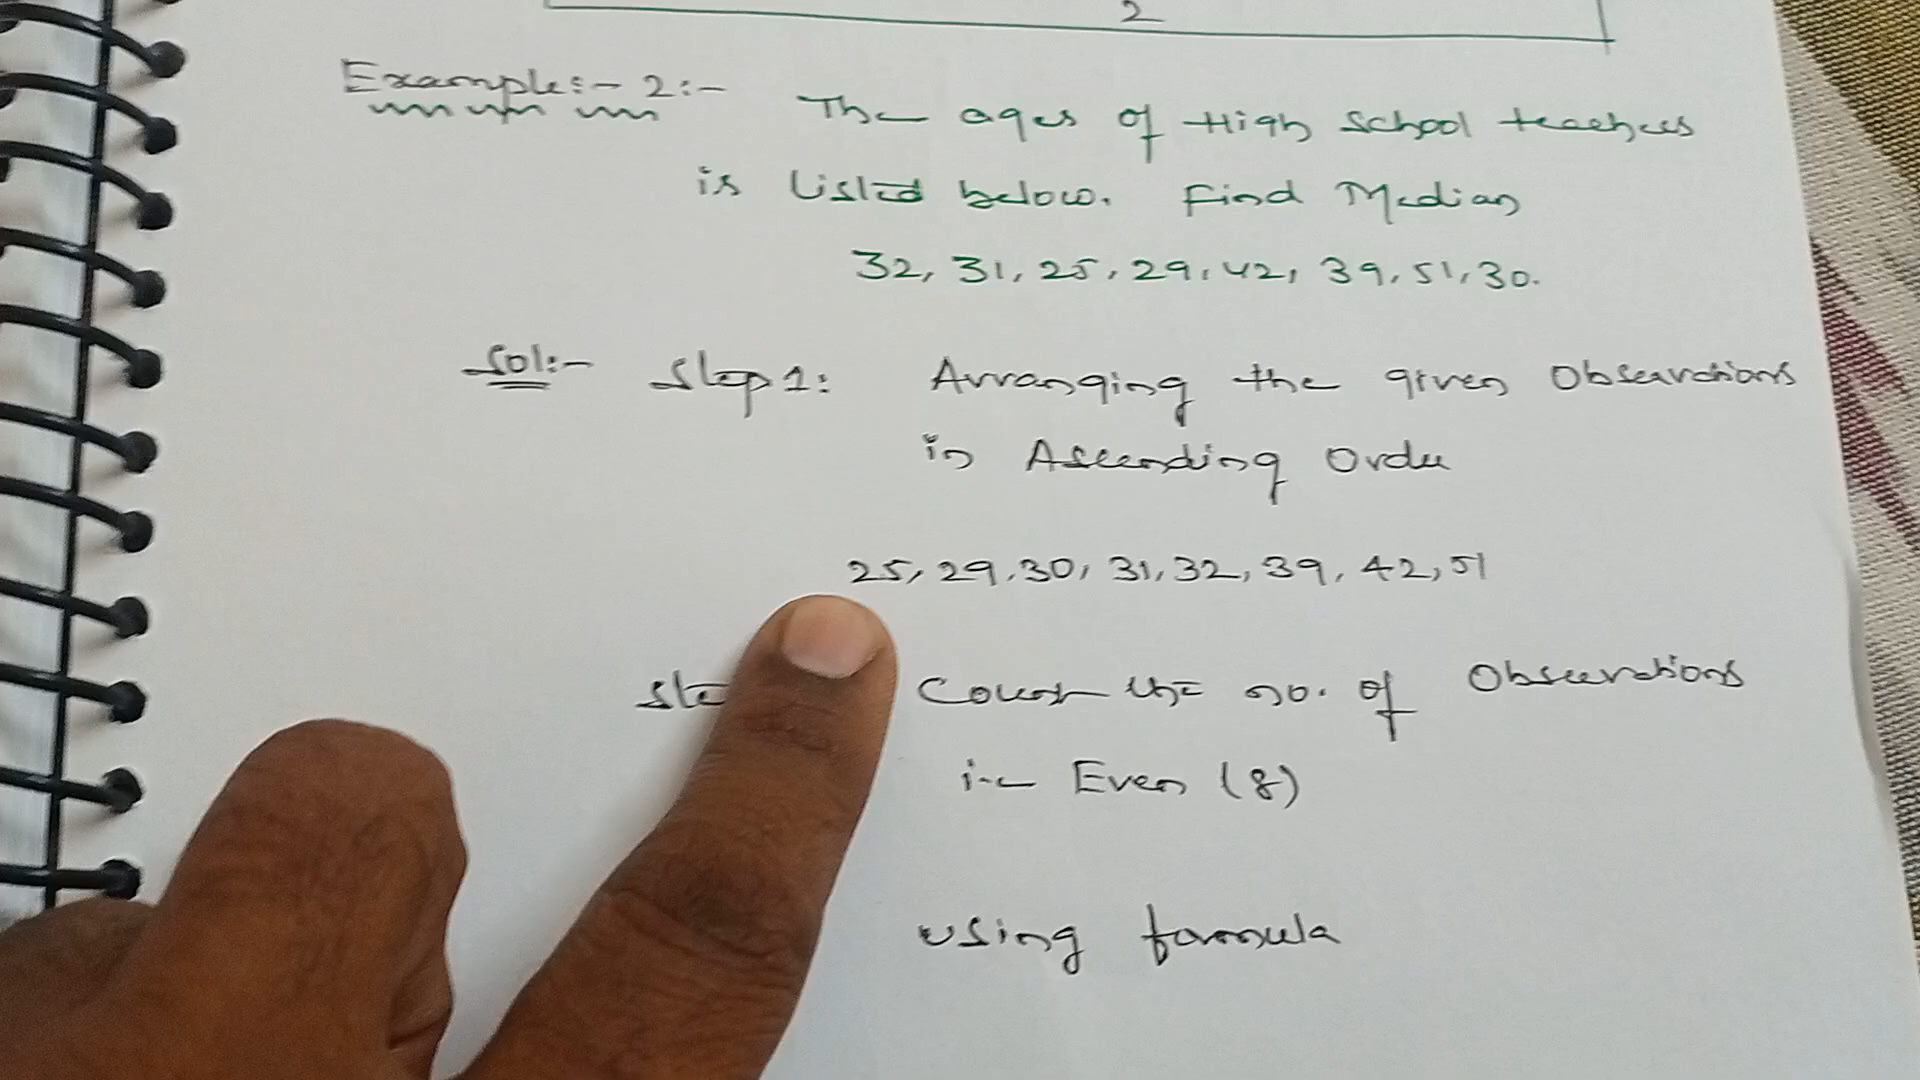 2
Example:- 2:- The ages of High School teachers
is listed below. Find Median
32, 31, 25, 29, 42, 39, 51, 30.
Sol:- Step 1: Arranging the given Observations
in Ascending Order
25, 29, 30, 31, 32, 39, 42, 51
Ste Count the no. of Observations
i.e Even (8)
using formula